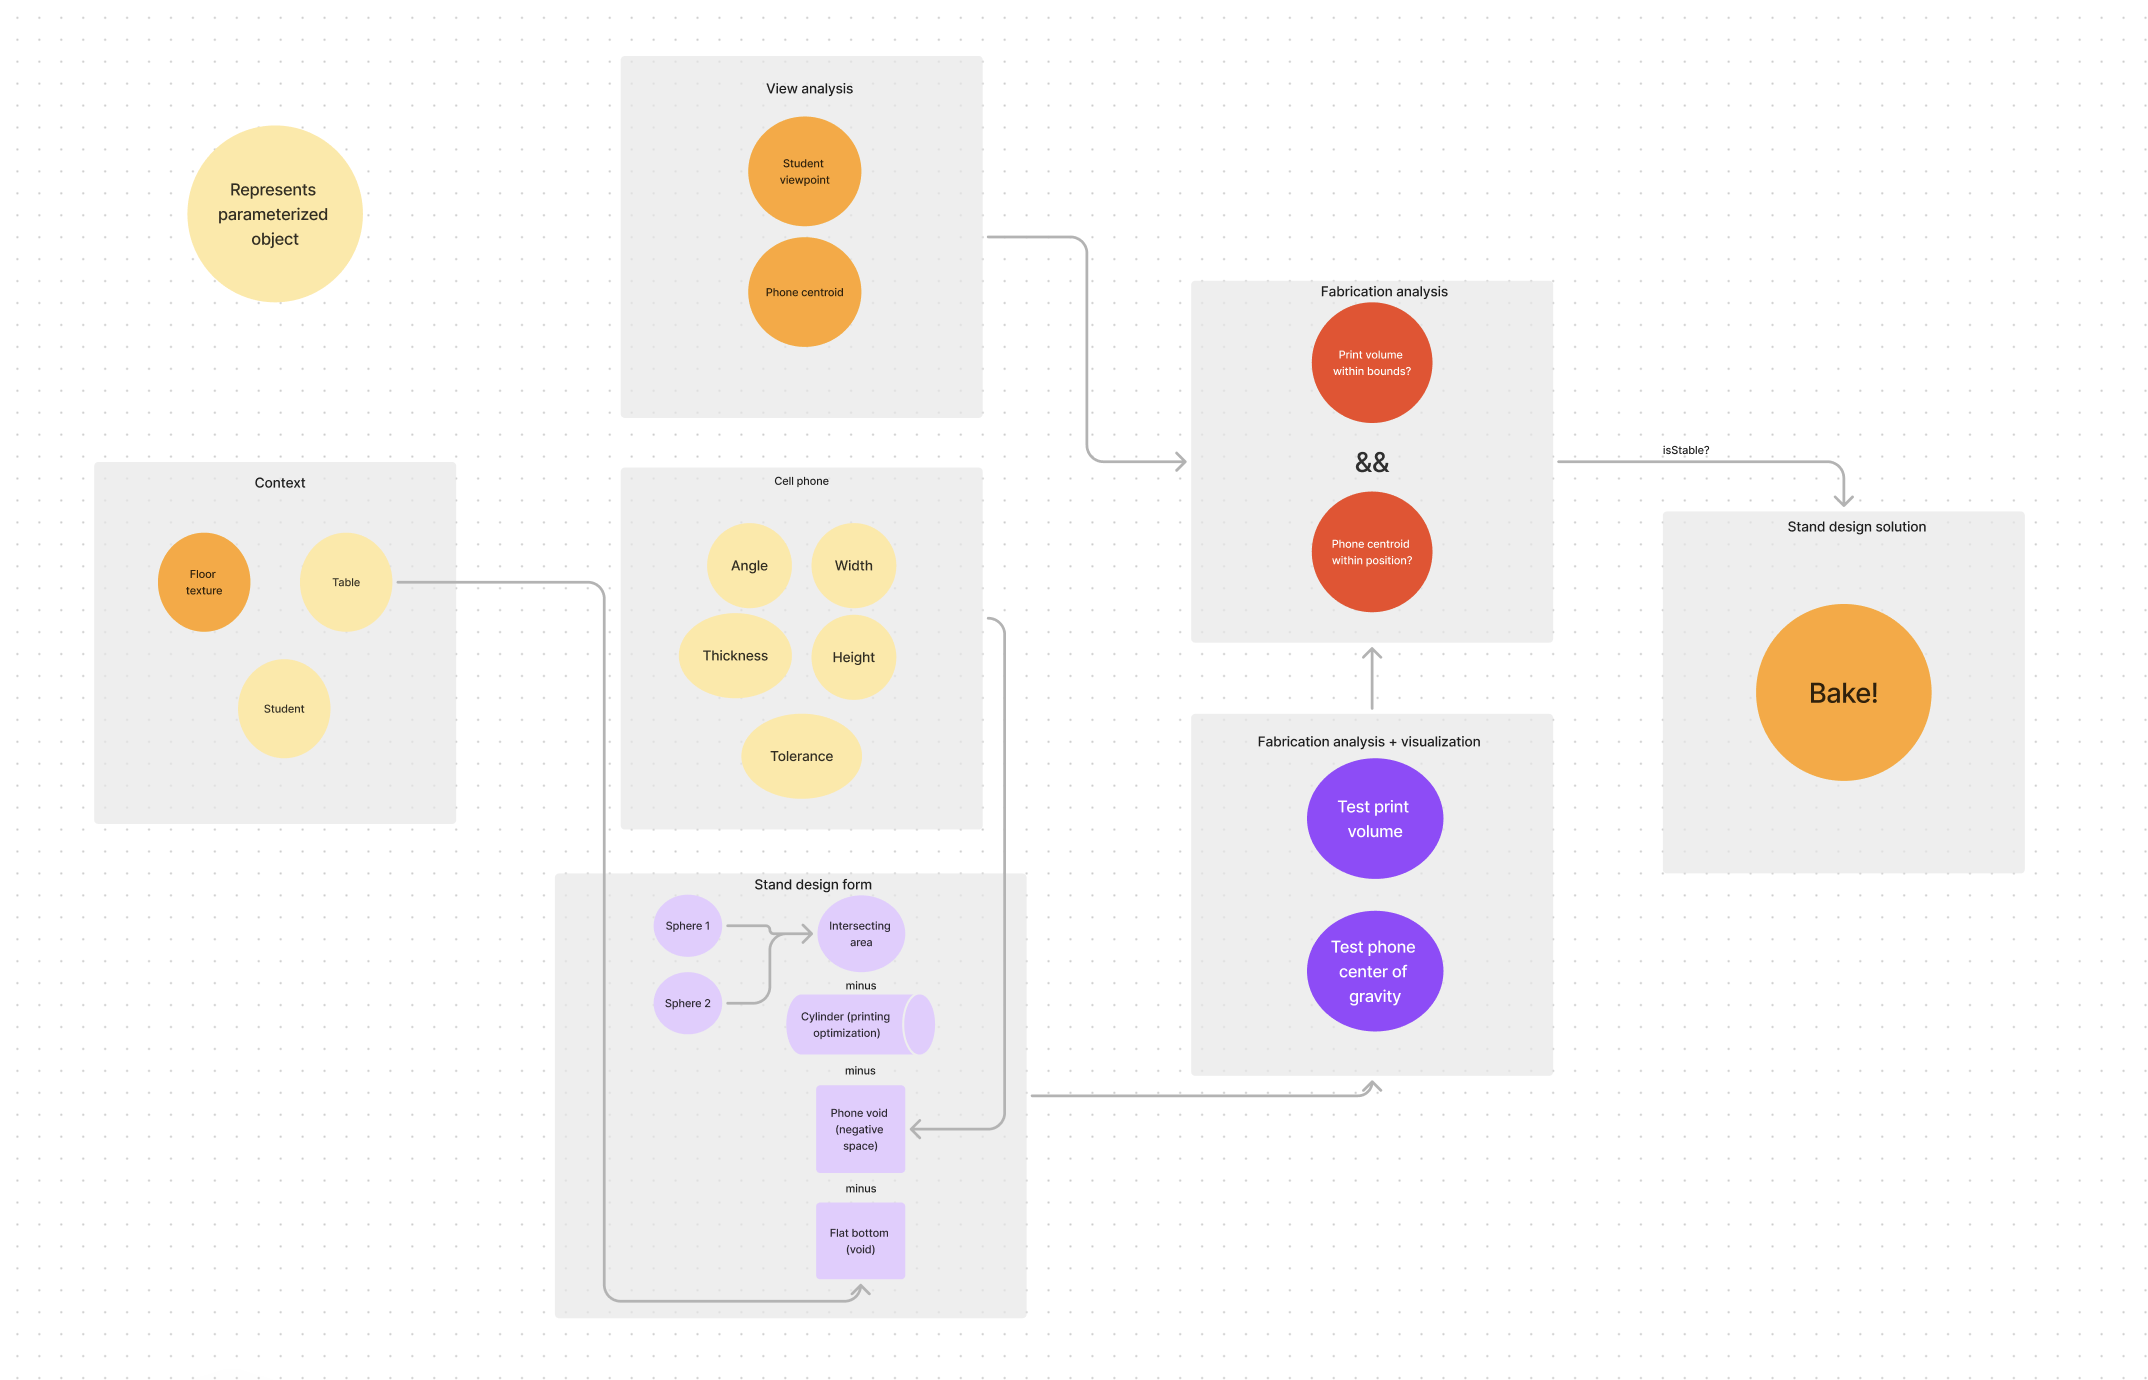 Represents
parameterized
object
View analysis
Student
viewpoint
Phone centroid
Context
Floor
texture
Table
Student
Cell phone
Angle
Width
Thickness
Height
Tolerance
Stand design form
Sphere 1
Sphere 2
Intersecting
area
minus
Cylinder (printing
optimization)
minus
Phone void
(negative
space)
minus
Flat bottom
(void)
Fabrication analysis
Print volume
within bounds?
&&
Phone centroid
within position?
Fabrication analysis + visualization
Test print
volume
Test phone
center of
gravity
isStable?
Stand design solution
Bake!